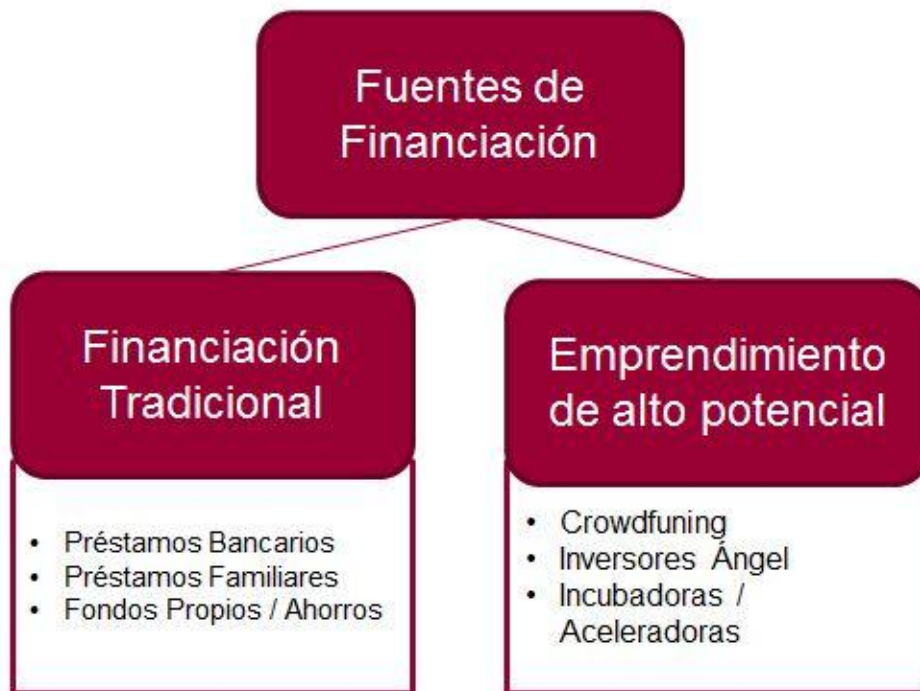 Fuentes de
Financiación
Financiación
Tradicional
• Préstamos Bancarios
• Préstamos Familiares
• Fondos Propios / Ahorros
Emprendimiento
de alto potencial
• Crowdfuning
• Inversores Ángel
• Incubadoras /
Aceleradoras